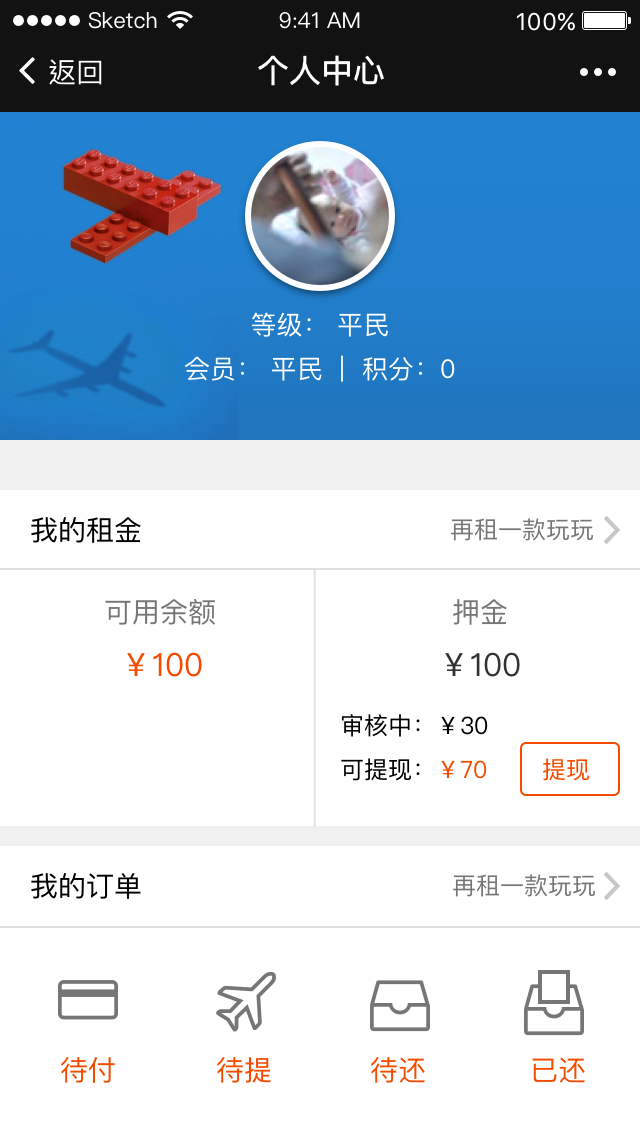 Sketch 9:41 AM 100%
返回 个人中心
等级： 平民
会员： 平民 | 积分：0
我的租金 再租一款玩玩
可用余额 押金
¥100 ¥100
审核中： ¥30
可提现： ¥70 提现
我的订单 再租一款玩玩
待付 待提 待还 已还